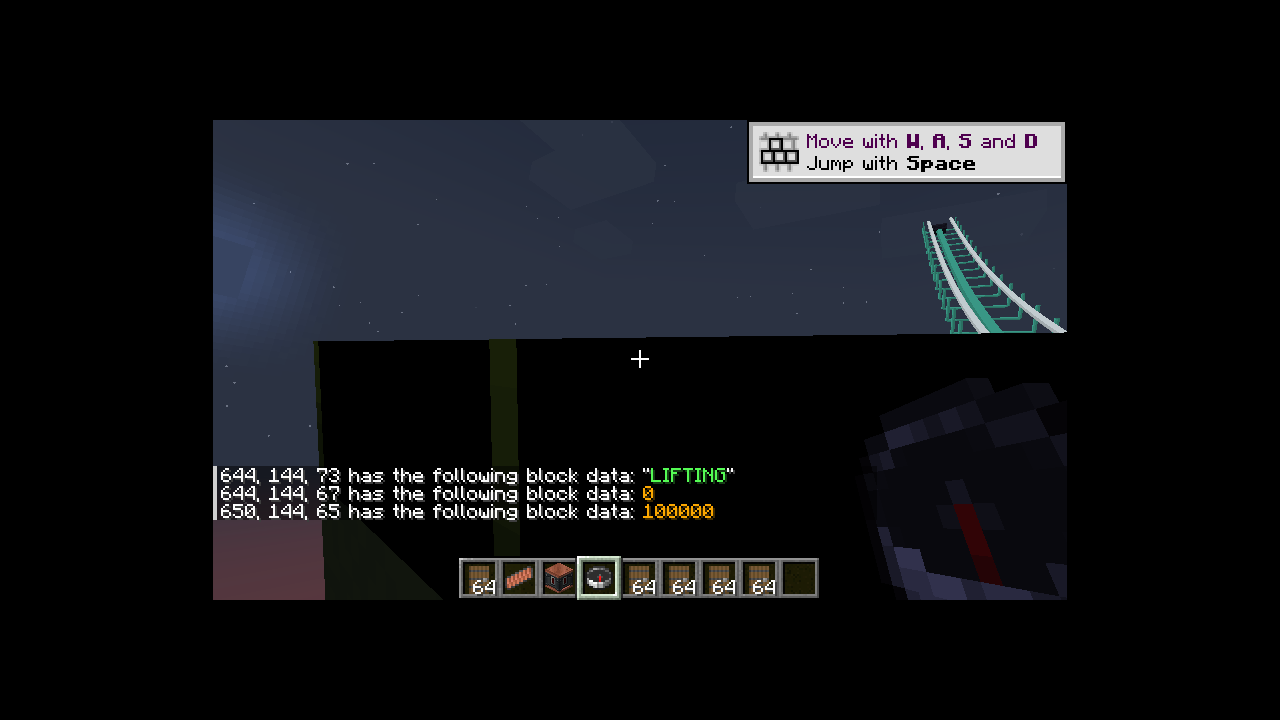 Move with W, A, S and D
Jump with Space
644, 144, 73 has the following block data: "LIFTING"
644, 144, 67 has the following block data: 0
650, 144, 65 has the following block data: 100000
64 64 64 64 64